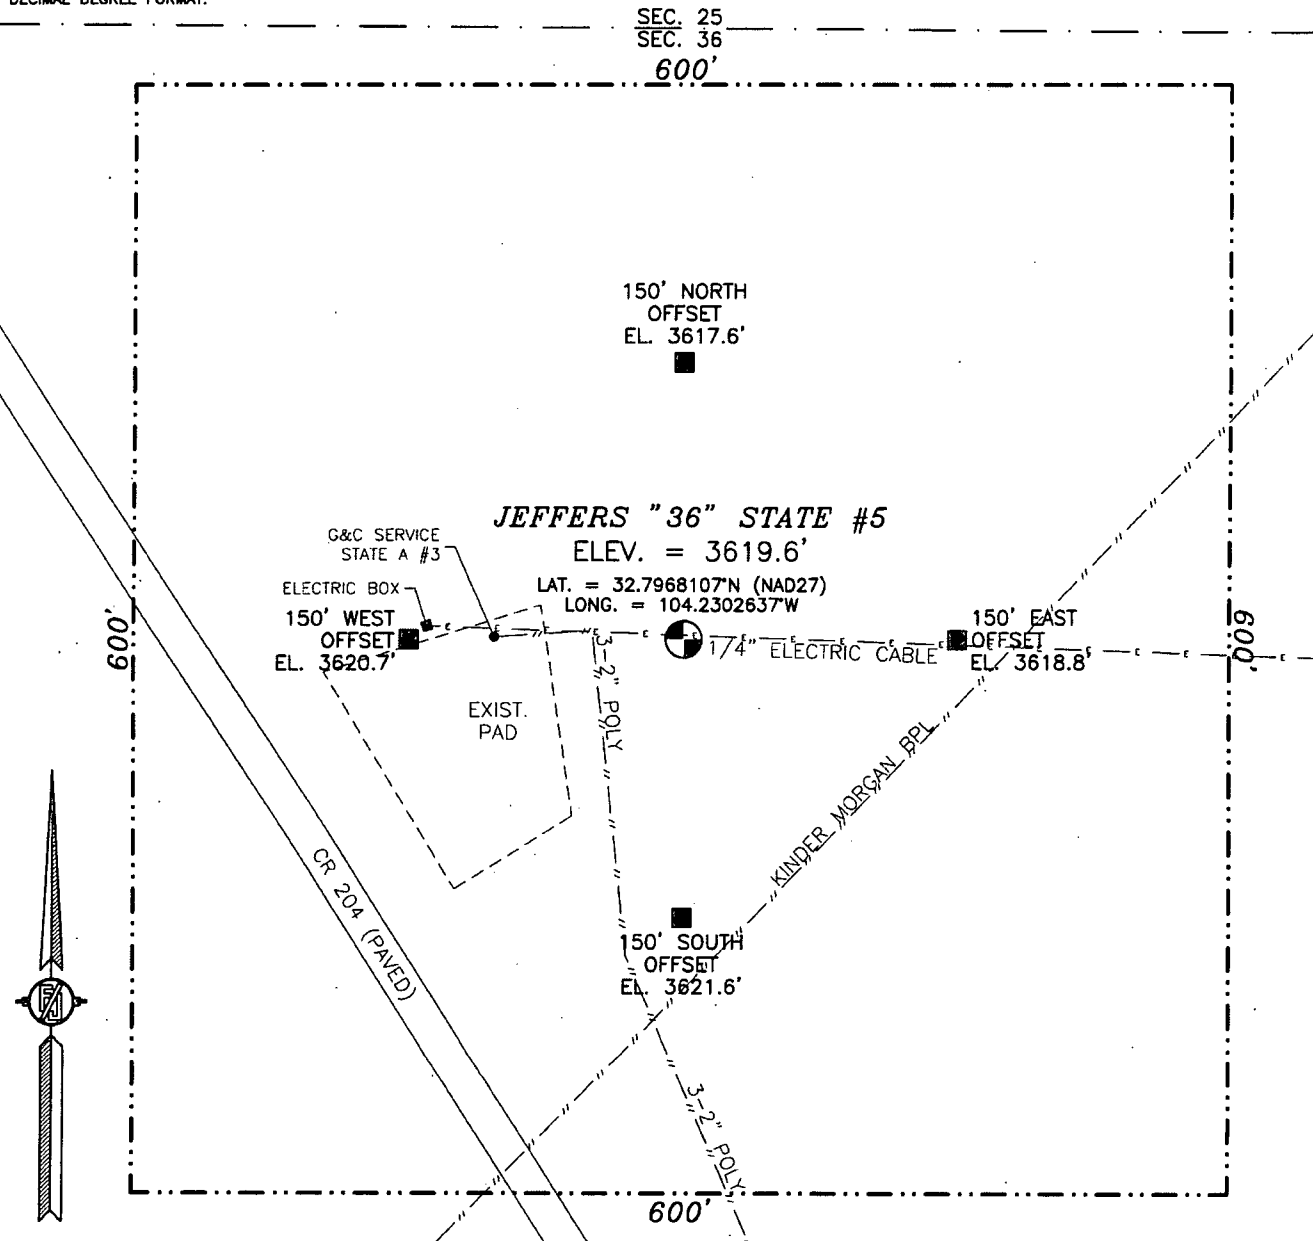 DECIMAL DEGREE FORMAT.
SEC. 25
SEC. 36
600'
150' NORTH
OFFSET
EL. 3617.6'
JEFFERS "36" STATE #5
ELEV. = 3619.6'
LAT. = 32.7968107°N (NAD27)
LONG. = 104.2302637°W
G&C SERVICE
STATE A #3
ELECTRIC BOX
150' WEST
OFFSET
EL. 3620.7'
600'
150' EAST
OFFSET
EL. 3618.8'
600'
1/4" ELECTRIC CABLE
E E E E E E E E E E E E
3-2" POLY
EXIST.
PAD
KINDER MORGAN BPL
CR 204 (PAVED)
150' SOUTH
OFFSET
EL. 3621.6'
3-2" POLY
600'